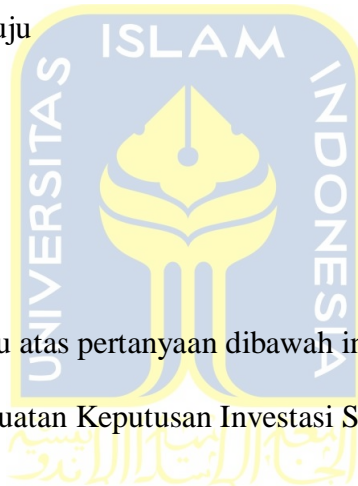 uju
ISLAM
UNIVERSITAS
INDONESIA
u atas pertanyaan dibawah in
uatan Keputusan Investasi S